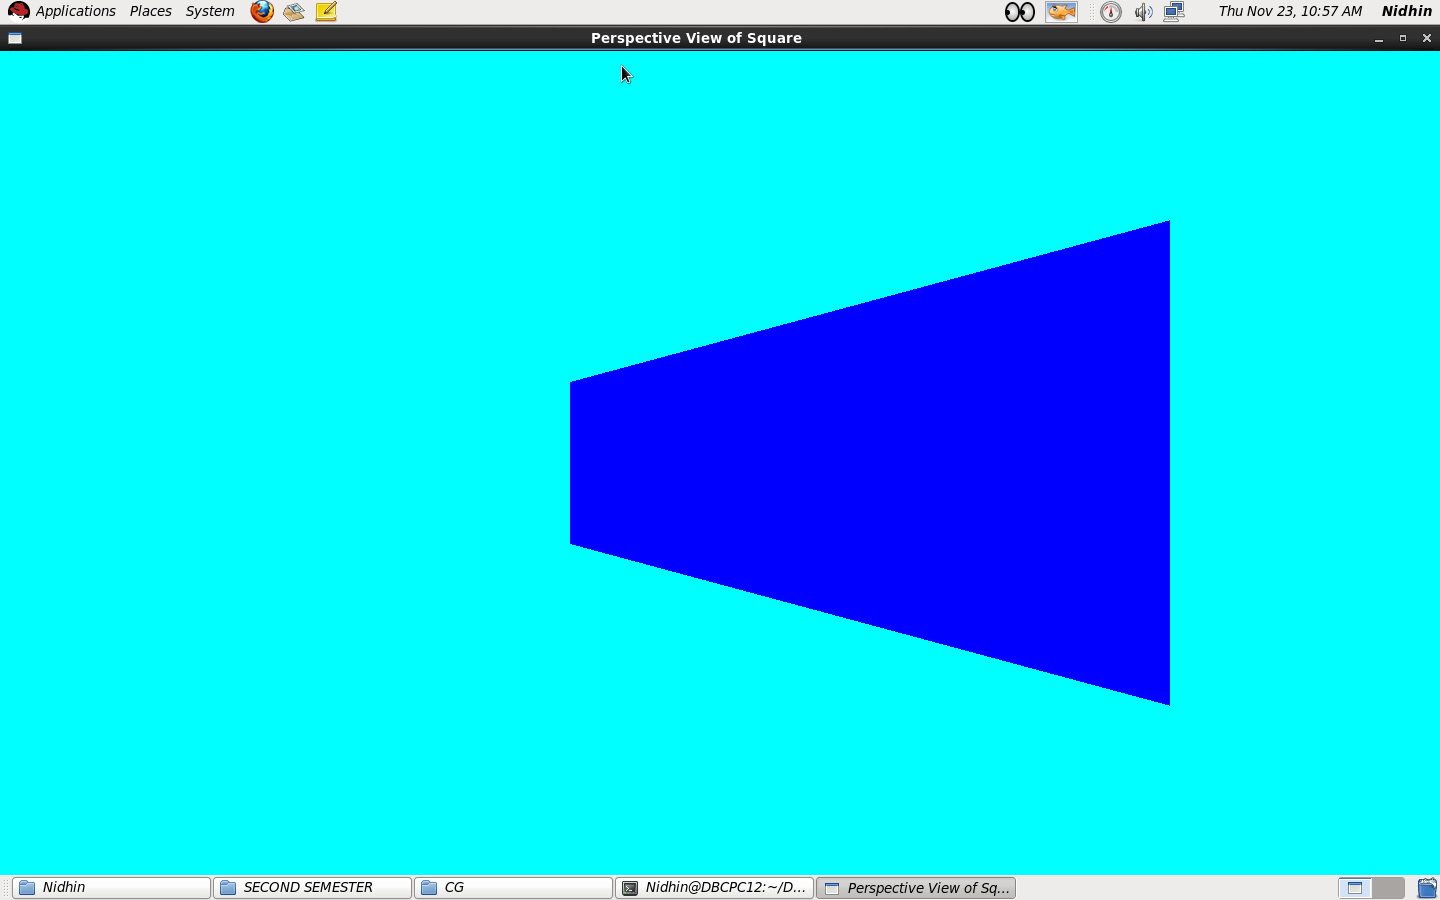 Applications Places System Thu Nov 23, 10:57 AM Nidhin
Perspective View of Square
Nidhin SECOND SEMESTER CG Nidhin@DBCPC12:~/D... Perspective View of Sq...